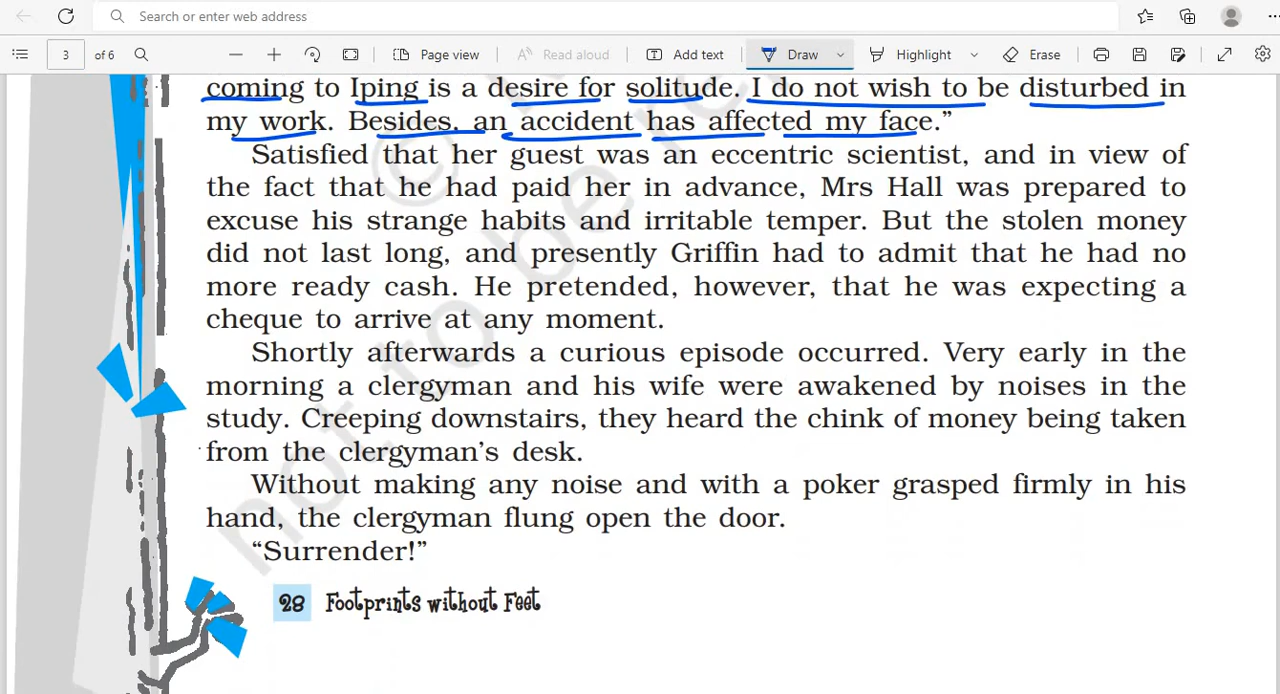 Search or enter web address
3 of 6 Page view Read aloud Add text Draw Highlight Erase
coming to Iping is a desire for solitude. I do not wish to be disturbed in
my work. Besides, an accident has affected my face.”
Satisfied that her guest was an eccentric scientist, and in view of
the fact that he had paid her in advance, Mrs Hall was prepared to
excuse his strange habits and irritable temper. But the stolen money
did not last long, and presently Griffin had to admit that he had no
more ready cash. He pretended, however, that he was expecting a
cheque to arrive at any moment.
Shortly afterwards a curious episode occurred. Very early in the
morning a clergyman and his wife were awakened by noises in the
study. Creeping downstairs, they heard the chink of money being taken
from the clergyman’s desk.
Without making any noise and with a poker grasped firmly in his
hand, the clergyman flung open the door.
“Surrender!”
28 Footprints without Feet
not to be re